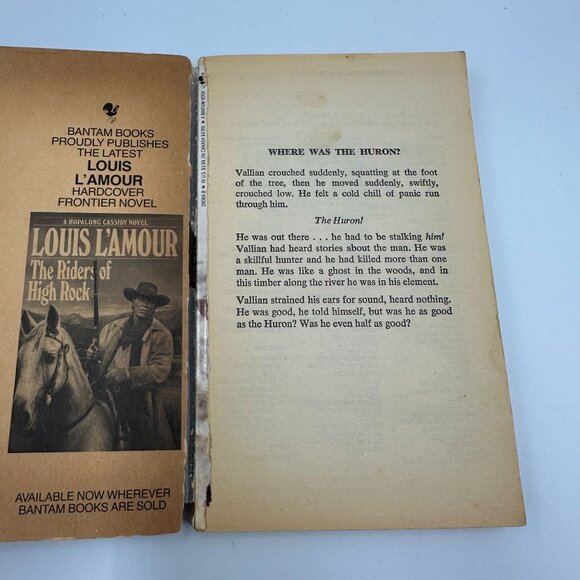 BANTAM BOOKS
PROUDLY PUBLISHES
THE LATEST
LOUIS
L'AMOUR
HARDCOVER
FRONTIER NOVEL
A HOPALONG CASSIDY NOVEL
LOUIS L'AMOUR
The Riders of
High Rock
AVAILABLE NOW WHEREVER
BANTAM BOOKS ARE SOLD
WHERE WAS THE HURON?
Vallian crouched suddenly, squatting at the foot
of the tree, then he moved suddenly, swiftly,
crouched low. He felt a cold chill of panic run
through him.
The Huron!
He was out there . . . he had to be stalking him!
Vallian had heard stories about the man. He was
a skillful hunter and he had killed more than one
man. He was like a ghost in the woods, and in
this timber along the river he was in his element.
Vallian strained his ears for sound, heard nothing.
He was good, he told himself, but was he as good
as the Huron? Was he even half as good?